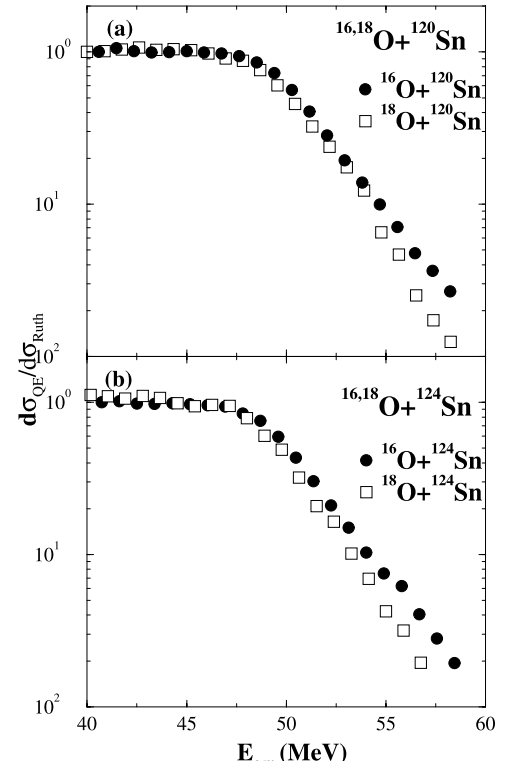 (a)
16,18O+120Sn
16O+120Sn
18O+120Sn
10^0
10^1
10^2
dσQE/dσRuth
(b)
16,18O+124Sn
16O+124Sn
18O+124Sn
10^0
10^1
10^2
40 45 50 55 60
E (MeV)